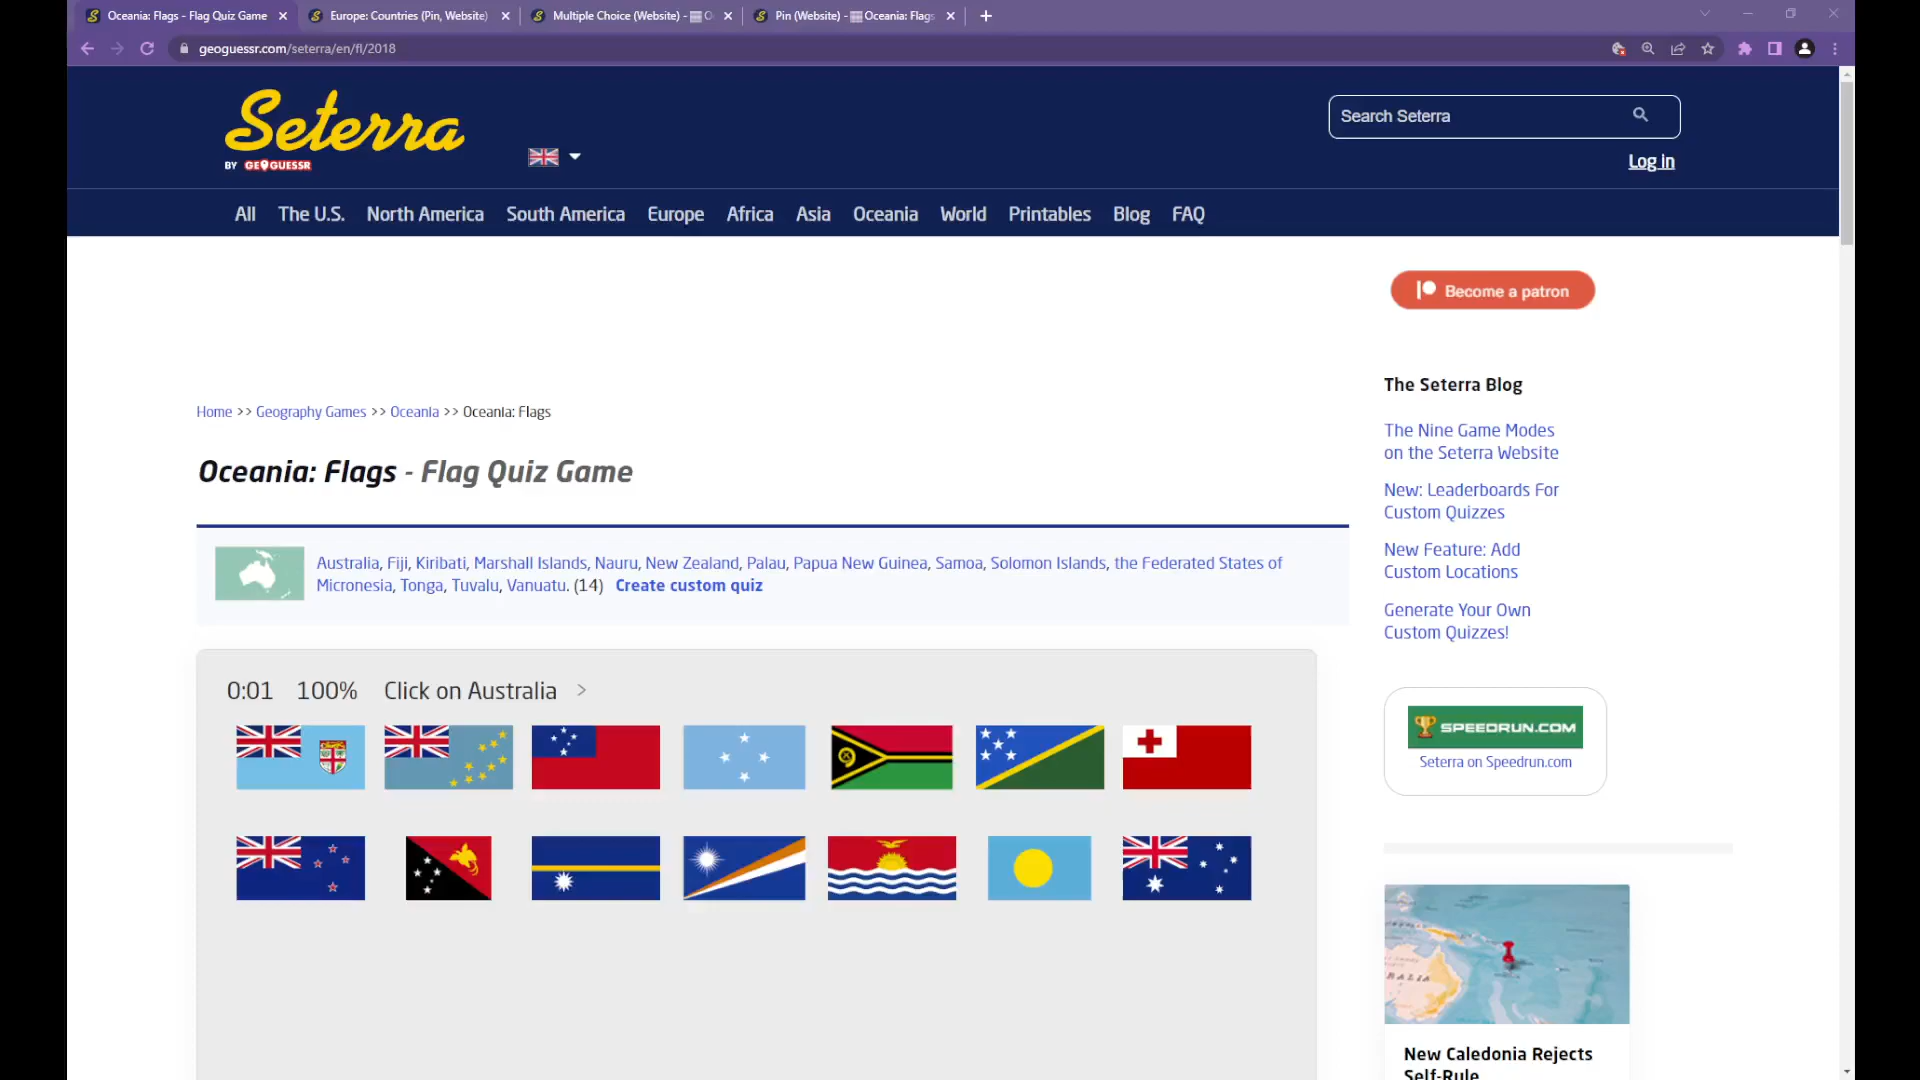 Oceania: Flags - Flag Quiz Game
Europe: Countries (Pin, Website)
Multiple Choice (Website) -
Pin (Website) - Oceania: Flags
geoguessr.com/seterra/en/fl/2018
Seterra
BY GEOGUESSR
Search Seterra
Log in
All The U.S. North America South America Europe Africa Asia Oceania World Printables Blog FAQ
Become a patron
Home >> Geography Games >> Oceania >> Oceania: Flags
Oceania: Flags - Flag Quiz Game
Australia, Fiji, Kiribati, Marshall Islands, Nauru, New Zealand, Palau, Papua New Guinea, Samoa, Solomon Islands, the Federated States of
Micronesia, Tonga, Tuvalu, Vanuatu. (14) Create custom quiz
0:01 100% Click on Australia >
The Seterra Blog
The Nine Game Modes
on the Seterra Website
New: Leaderboards For
Custom Quizzes
New Feature: Add
Custom Locations
Generate Your Own
Custom Quizzes!
SPEEDRUN.COM
Seterra on Speedrun.com
New Caledonia Rejects
Self-Rule